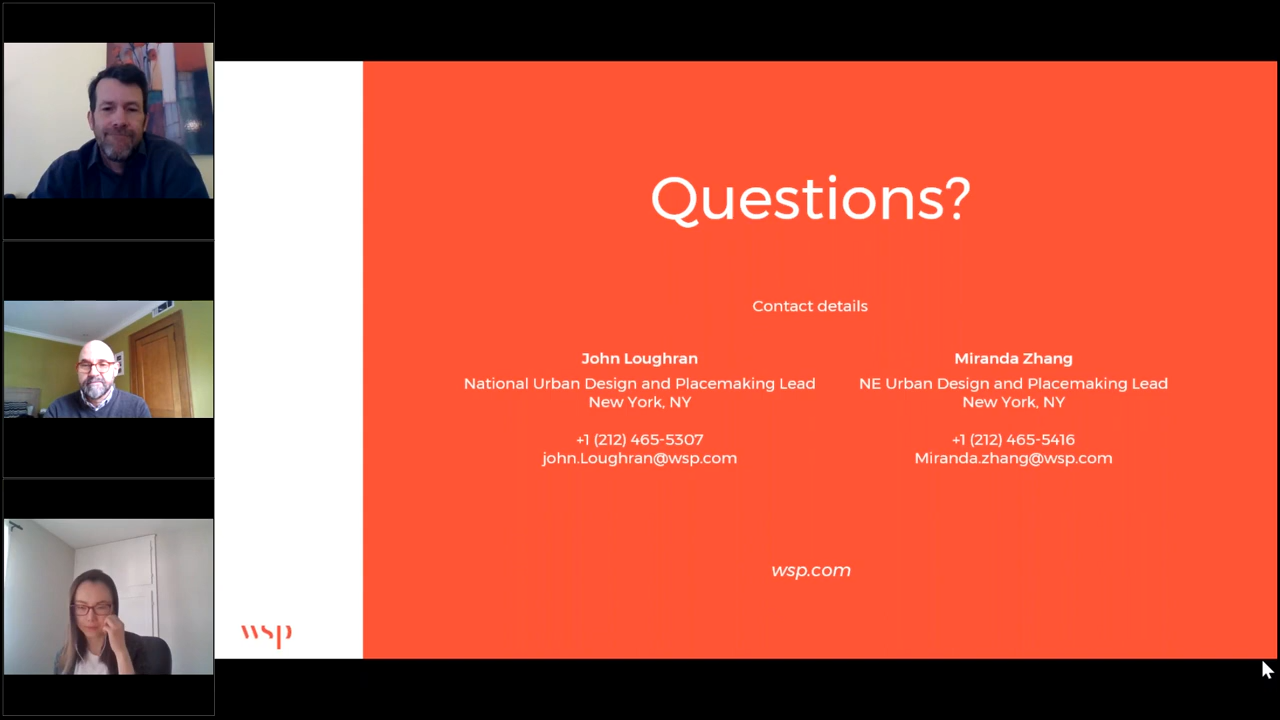 Questions?
Contact details
John Loughran
National Urban Design and Placemaking Lead
New York, NY
+1 (212) 465-5307
john.Loughran@wsp.com
Miranda Zhang
NE Urban Design and Placemaking Lead
New York, NY
+1 (212) 465-5416
Miranda.zhang@wsp.com
wsp.com
wsp